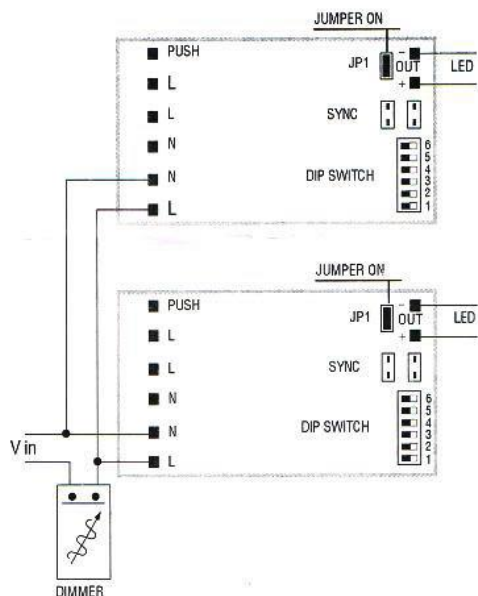 JUMPER ON
PUSH
JP1
-
OUT
+
LED
L
L
SYNC
N
N
DIP SWITCH
6
5
4
3
2
1
L
JUMPER ON
PUSH
JP1
-
OUT
+
LED
L
L
SYNC
N
N
DIP SWITCH
6
5
4
3
2
1
L
V in
DIMMER